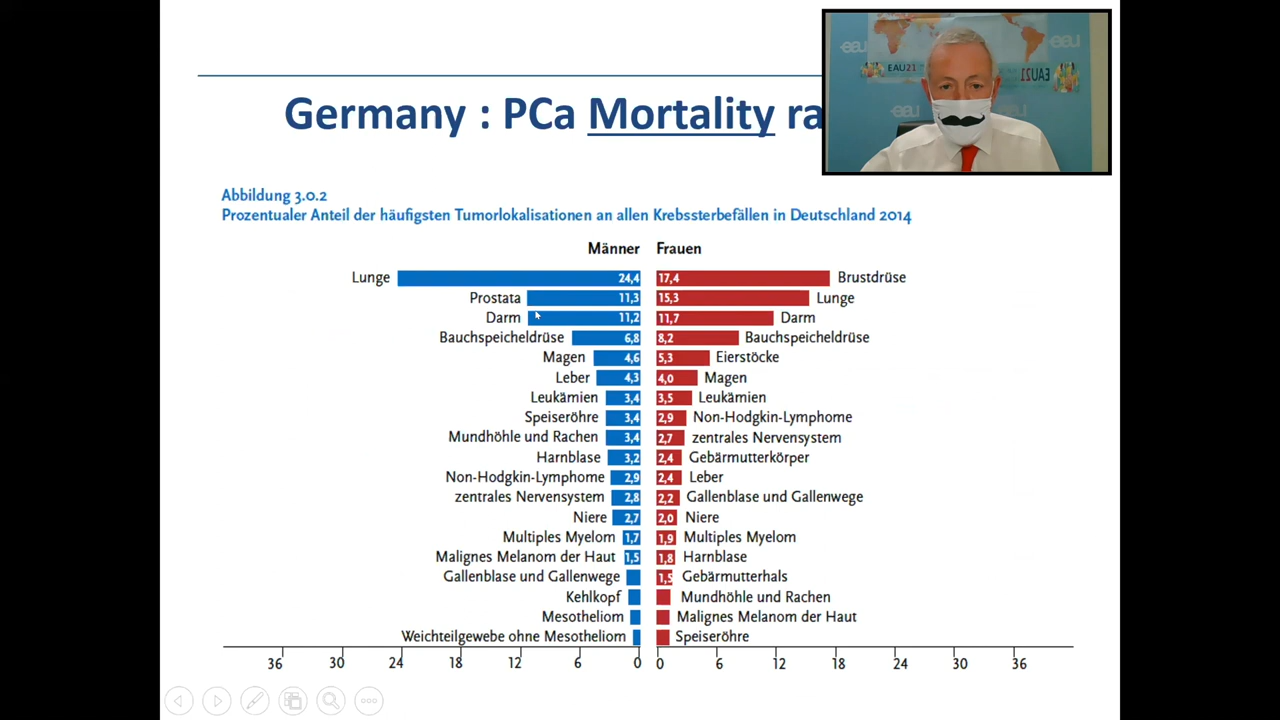 Germany : PCa Mortality ra
eau
EAU21
EAU21
eau
eau
eau
Abbildung 3.0.2
Prozentualer Anteil der häufigsten Tumorlokalisationen an allen Krebssterbefällen in Deutschland 2014
Männer Frauen
Lunge 24,4 17,4 Brustdrüse
Prostata 11,3 15,3 Lunge
Darm 11,2 11,7 Darm
Bauchspeicheldrüse 6,8 8,2 Bauchspeicheldrüse
Magen 4,6 5,3 Eierstöcke
Leber 4,3 4,0 Magen
Leukämien 3,4 3,5 Leukämien
Speiseröhre 3,4 2,9 Non-Hodgkin-Lymphome
Mundhöhle und Rachen 3,4 2,7 zentrales Nervensystem
Harnblase 3,2 2,4 Gebärmutterkörper
Non-Hodgkin-Lymphome 2,9 2,4 Leber
zentrales Nervensystem 2,8 2,2 Gallenblase und Gallenwege
Niere 2,7 2,0 Niere
Multiples Myelom 1,7 1,9 Multiples Myelom
Malignes Melanom der Haut 1,5 1,8 Harnblase
Gallenblase und Gallenwege 1,5 Gebärmutterhals
Kehlkopf Mundhöhle und Rachen
Mesotheliom Malignes Melanom der Haut
Weichteilgewebe ohne Mesotheliom Speiseröhre
36 30 24 18 12 6 0 0 6 12 18 24 30 36